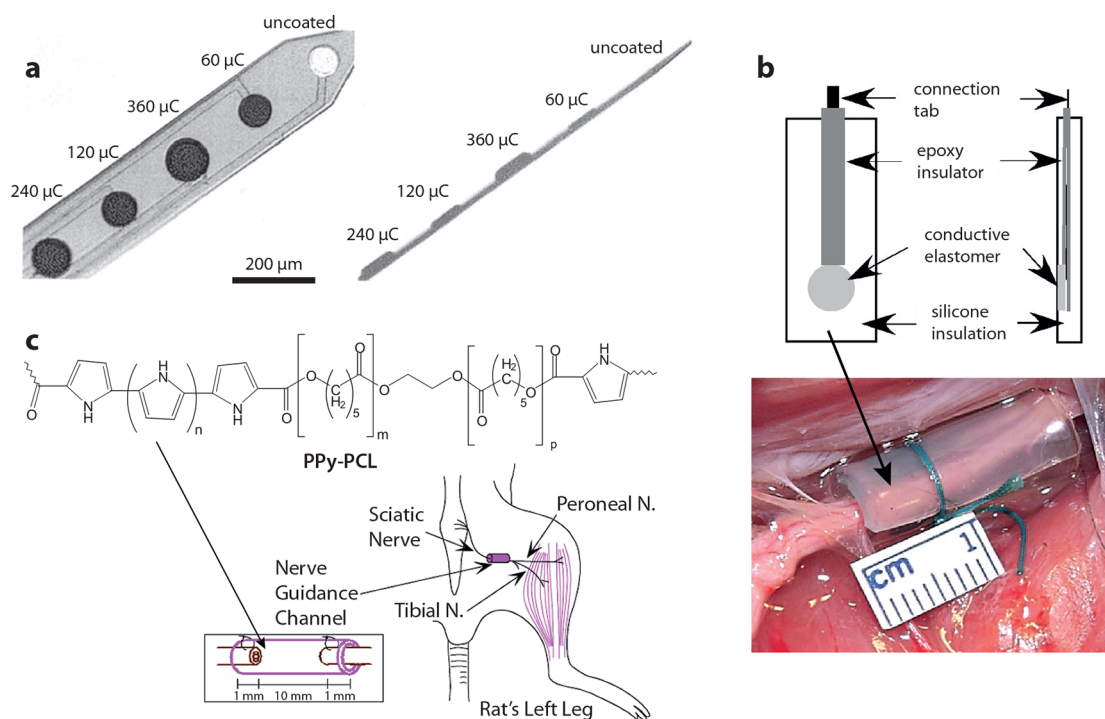 a
uncoated
60 µC
360 µC
120 µC
240 µC
200 µm
uncoated
60 µC
360 µC
120 µC
240 µC
b
connection
tab
epoxy
insulator
conductive
elastomer
silicone
insulation
cm 1
c
O
N
H
H
N
n
N
H
O
O
C
H₂
5
O
m
O
O
O
H₂
C
5
O
p
O
H
N
PPy-PCL
Sciatic
Nerve
Peroneal N.
Nerve
Guidance
Channel
Tibial N.
1 mm 10 mm 1 mm
Rat's Left Leg